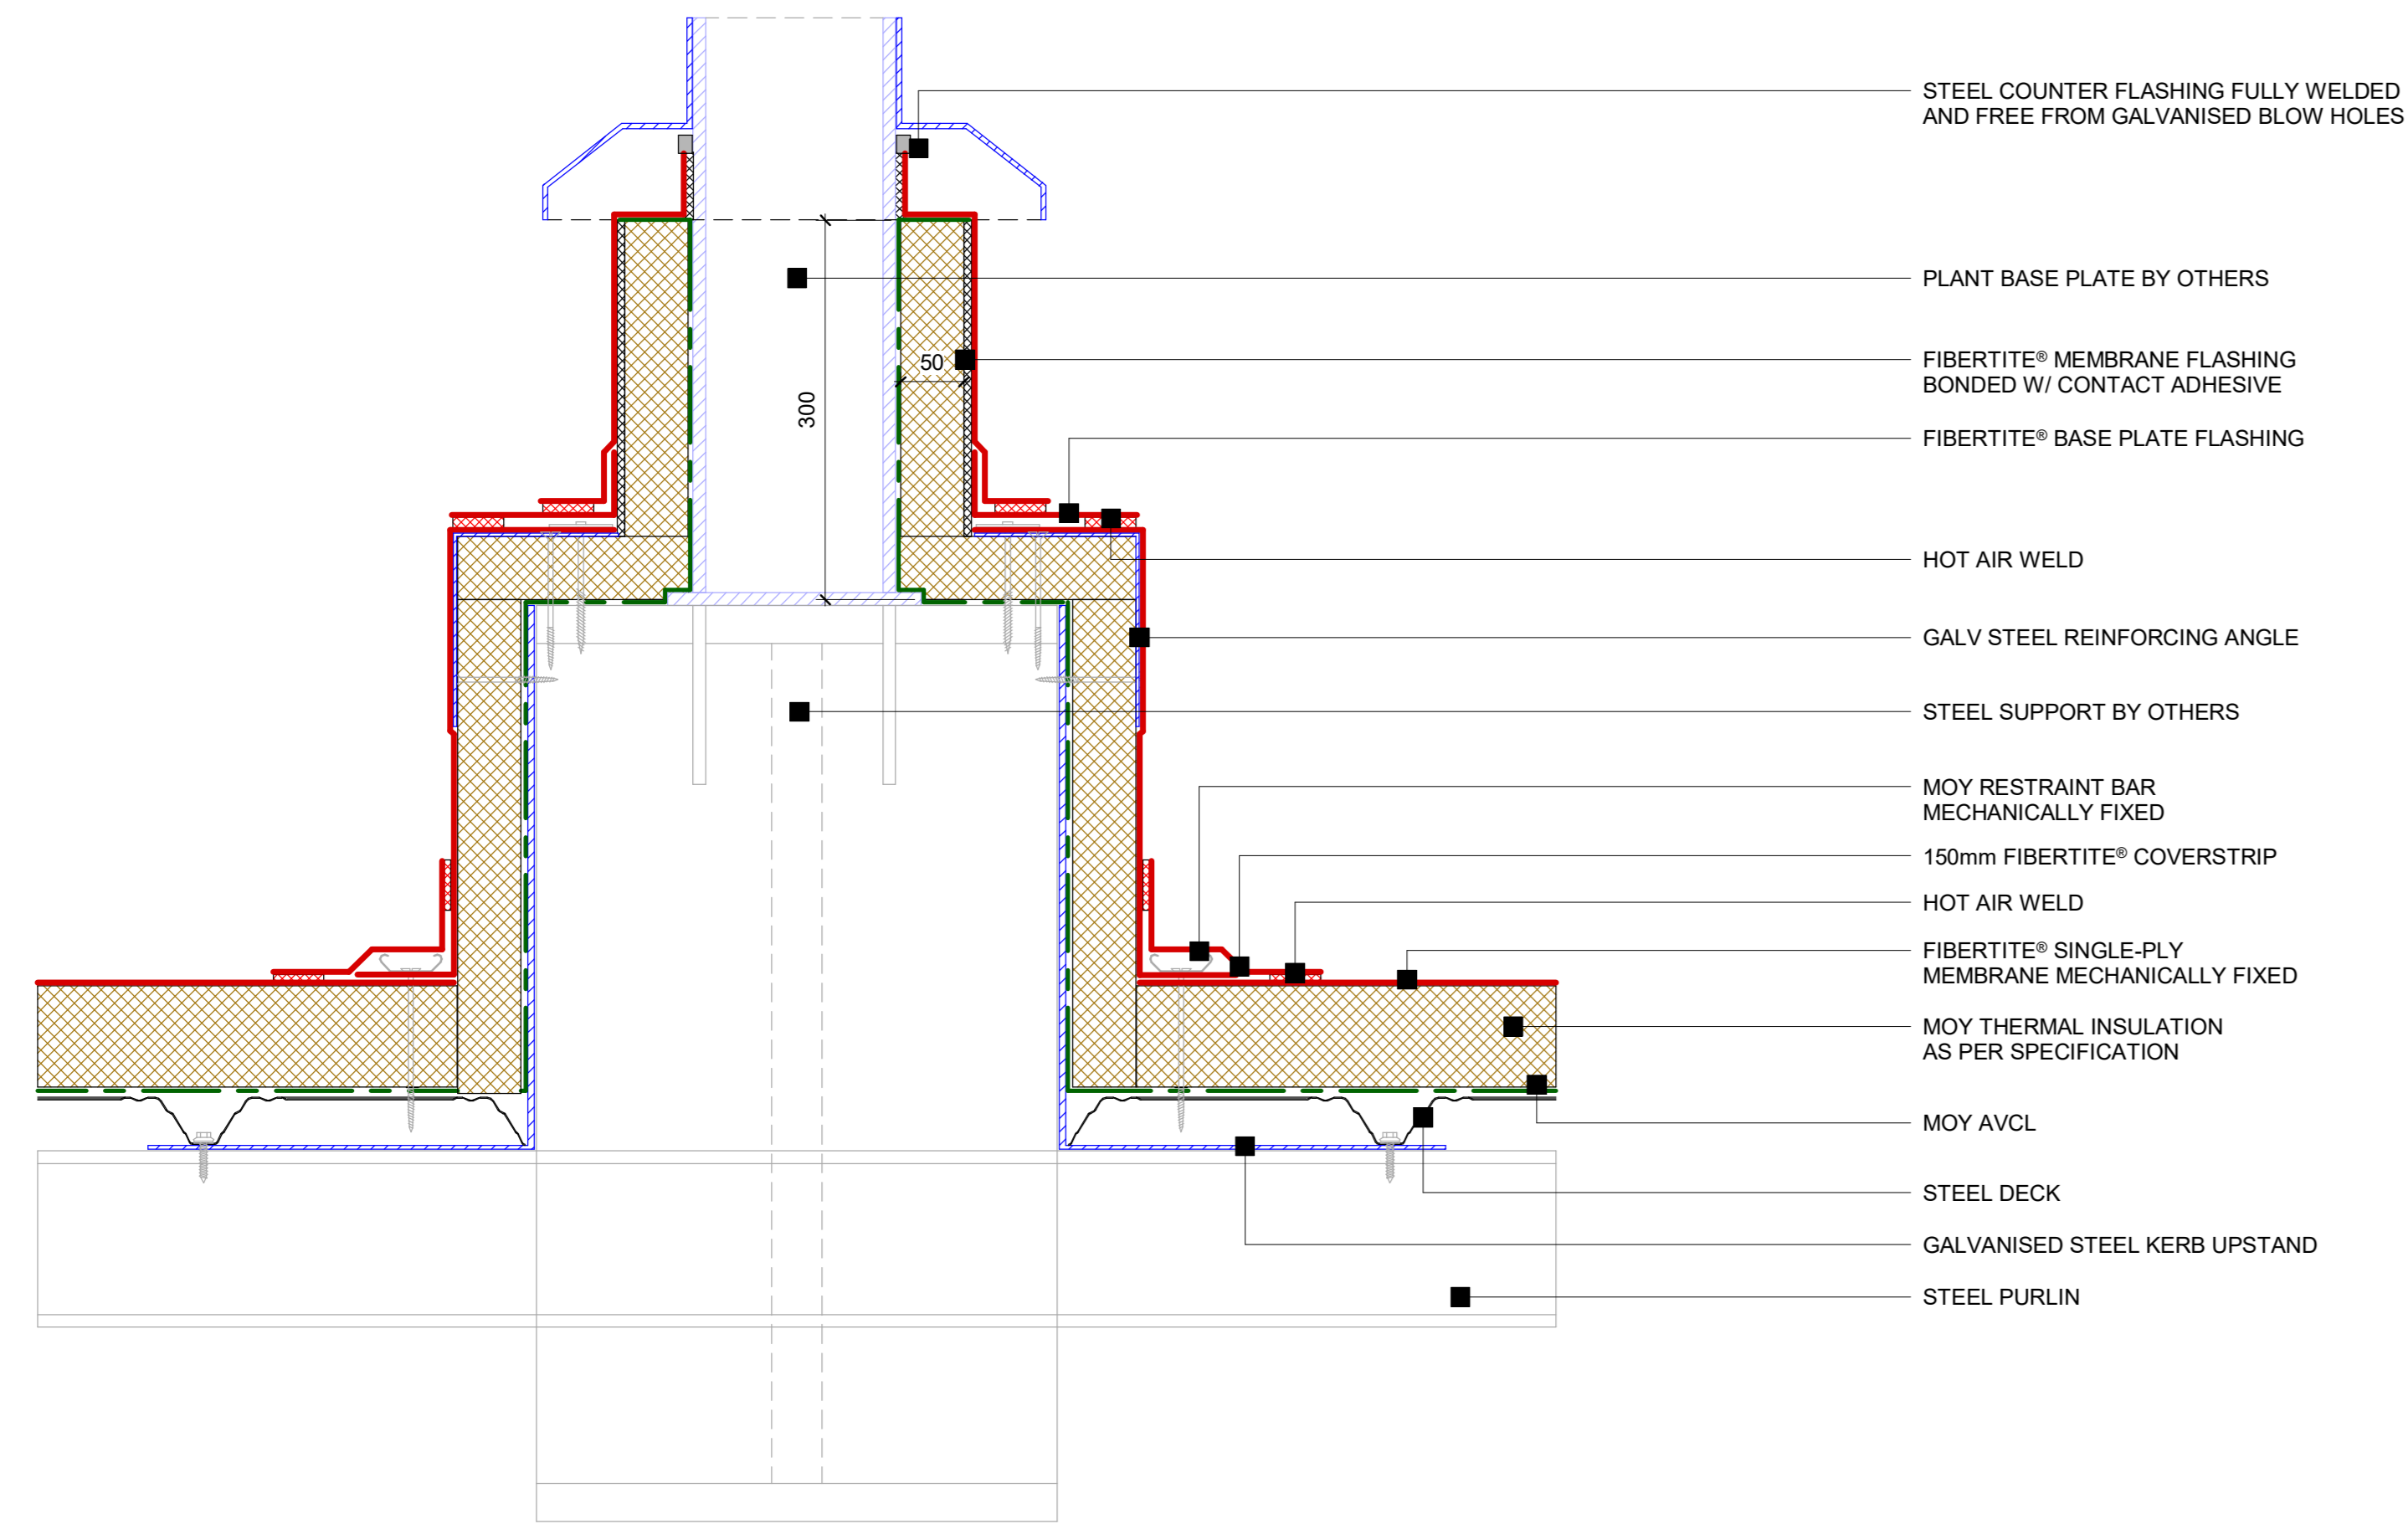 STEEL COUNTER FLASHING FULLY WELDED
AND FREE FROM GALVANISED BLOW HOLES
PLANT BASE PLATE BY OTHERS
FIBERTITE® MEMBRANE FLASHING
BONDED W/ CONTACT ADHESIVE
50
300
FIBERTITE® BASE PLATE FLASHING
HOT AIR WELD
GALV STEEL REINFORCING ANGLE
STEEL SUPPORT BY OTHERS
MOY RESTRAINT BAR
MECHANICALLY FIXED
150mm FIBERTITE® COVERSTRIP
HOT AIR WELD
FIBERTITE® SINGLE-PLY
MEMBRANE MECHANICALLY FIXED
MOY THERMAL INSULATION
AS PER SPECIFICATION
MOY AVCL
STEEL DECK
GALVANISED STEEL KERB UPSTAND
STEEL PURLIN